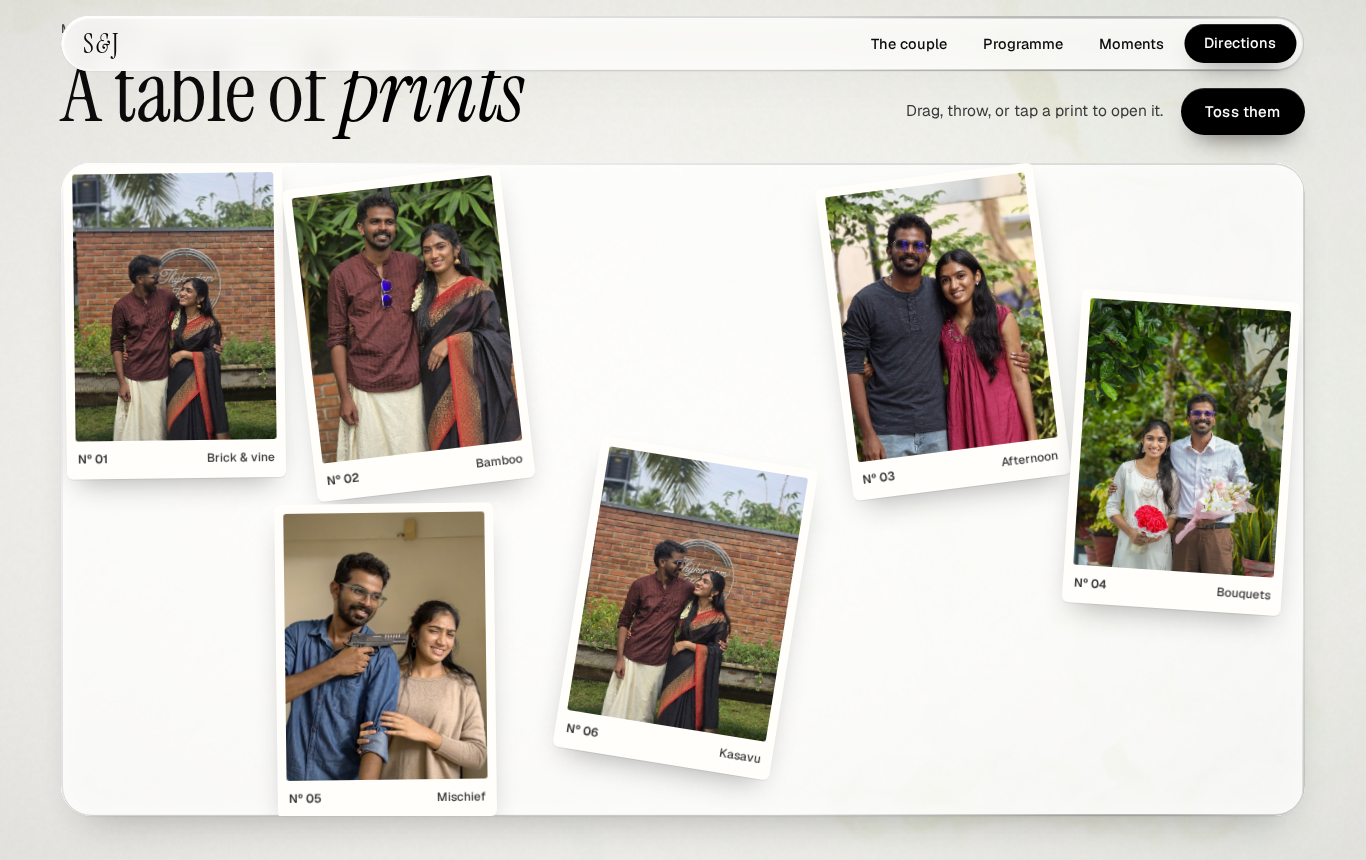 S&J
The couple
Programme
Moments
Directions
A table of prints
Drag, throw, or tap a print to open it.
Toss them
Nº 01
Brick & vine
Nº 02
Bamboo
Nº 03
Afternoon
Nº 04
Bouquets
Nº 05
Mischief
Nº 06
Kasavu